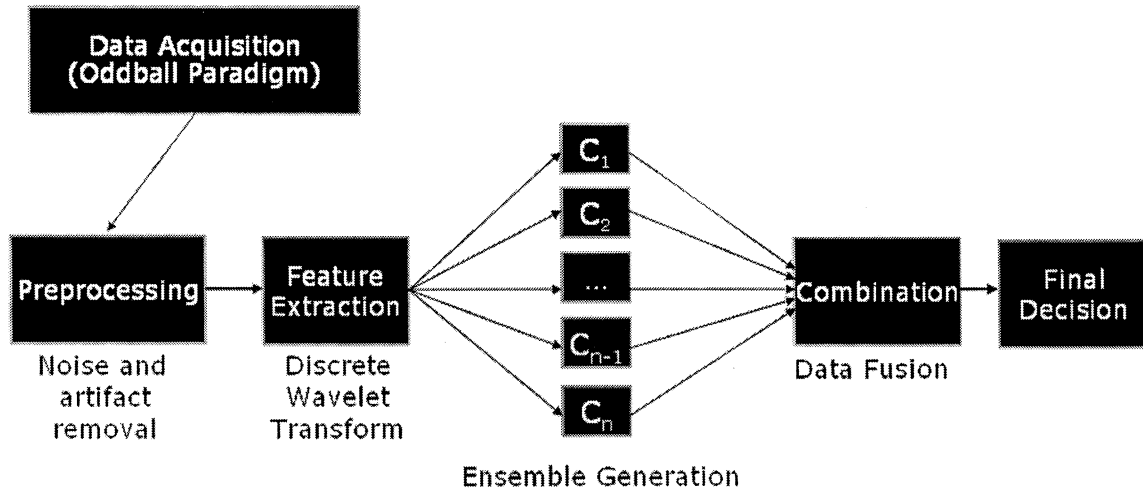 Data Acquisition
(Oddball Paradigm)
Preprocessing
Noise and
artifact
removal
Feature
Extraction
Discrete
Wavelet
Transform
C1
C2
...
Cn-1
Cn
Ensemble Generation
Combination
Data Fusion
Final
Decision